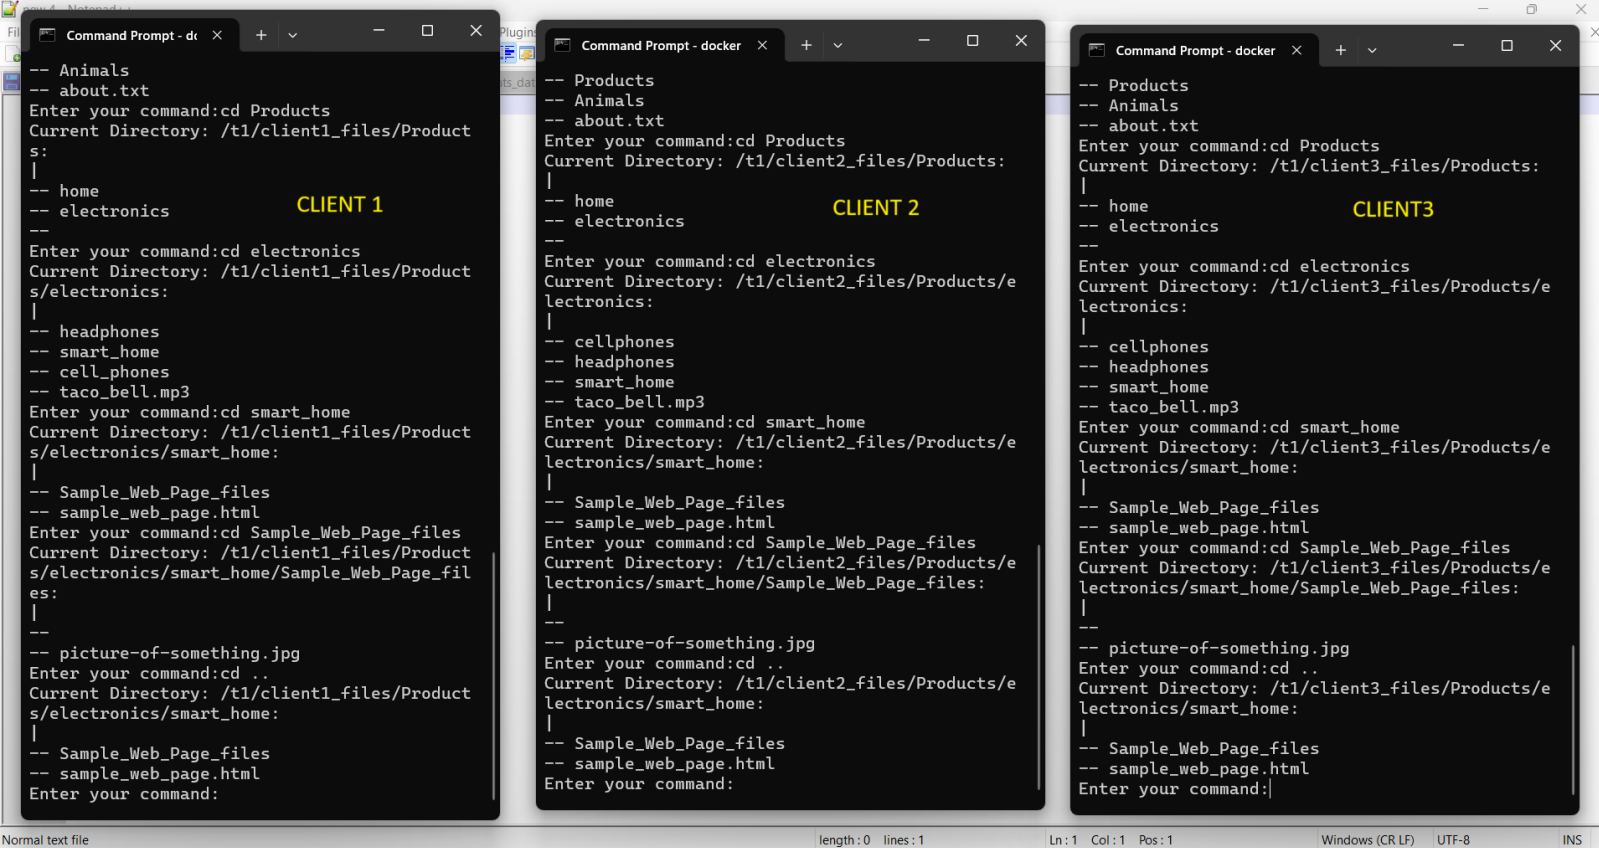 new 4 - Notepad++
Plugins
Command Prompt - dc
-- Animals
-- about.txt
Enter your command:cd Products
Current Directory: /t1/client1_files/Product
s:
|
-- home
-- electronics
CLIENT 1
--
Enter your command:cd electronics
Current Directory: /t1/client1_files/Product
s/electronics:
|
-- headphones
-- smart_home
-- cell_phones
-- taco_bell.mp3
Enter your command:cd smart_home
Current Directory: /t1/client1_files/Product
s/electronics/smart_home:
|
-- Sample_Web_Page_files
-- sample_web_page.html
Enter your command:cd Sample_Web_Page_files
Current Directory: /t1/client1_files/Product
s/electronics/smart_home/Sample_Web_Page_fil
es:
|
--
-- picture-of-something.jpg
Enter your command:cd ..
Current Directory: /t1/client1_files/Product
s/electronics/smart_home:
|
-- Sample_Web_Page_files
-- sample_web_page.html
Enter your command:
Command Prompt - docker
-- Products
-- Animals
-- about.txt
Enter your command:cd Products
Current Directory: /t1/client2_files/Products:
|
-- home
-- electronics
CLIENT 2
--
Enter your command:cd electronics
Current Directory: /t1/client2_files/Products/e
lectronics:
|
-- cellphones
-- headphones
-- smart_home
-- taco_bell.mp3
Enter your command:cd smart_home
Current Directory: /t1/client2_files/Products/e
lectronics/smart_home:
|
-- Sample_Web_Page_files
-- sample_web_page.html
Enter your command:cd Sample_Web_Page_files
Current Directory: /t1/client2_files/Products/e
lectronics/smart_home/Sample_Web_Page_files:
|
--
-- picture-of-something.jpg
Enter your command:cd ..
Current Directory: /t1/client2_files/Products/e
lectronics/smart_home:
|
-- Sample_Web_Page_files
-- sample_web_page.html
Enter your command:
Command Prompt - docker
-- Products
-- Animals
-- about.txt
Enter your command:cd Products
Current Directory: /t1/client3_files/Products:
|
-- home
-- electronics
CLIENT3
--
Enter your command:cd electronics
Current Directory: /t1/client3_files/Products/e
lectronics:
|
-- cellphones
-- headphones
-- smart_home
-- taco_bell.mp3
Enter your command:cd smart_home
Current Directory: /t1/client3_files/Products/e
lectronics/smart_home:
|
-- Sample_Web_Page_files
-- sample_web_page.html
Enter your command:cd Sample_Web_Page_files
Current Directory: /t1/client3_files/Products/e
lectronics/smart_home/Sample_Web_Page_files:
|
--
-- picture-of-something.jpg
Enter your command:cd ..
Current Directory: /t1/client3_files/Products/e
lectronics/smart_home:
|
-- Sample_Web_Page_files
-- sample_web_page.html
Enter your command:
Normal text file length : 0 lines : 1 Ln : 1 Col : 1 Pos : 1 Windows (CR LF) UTF-8 INS